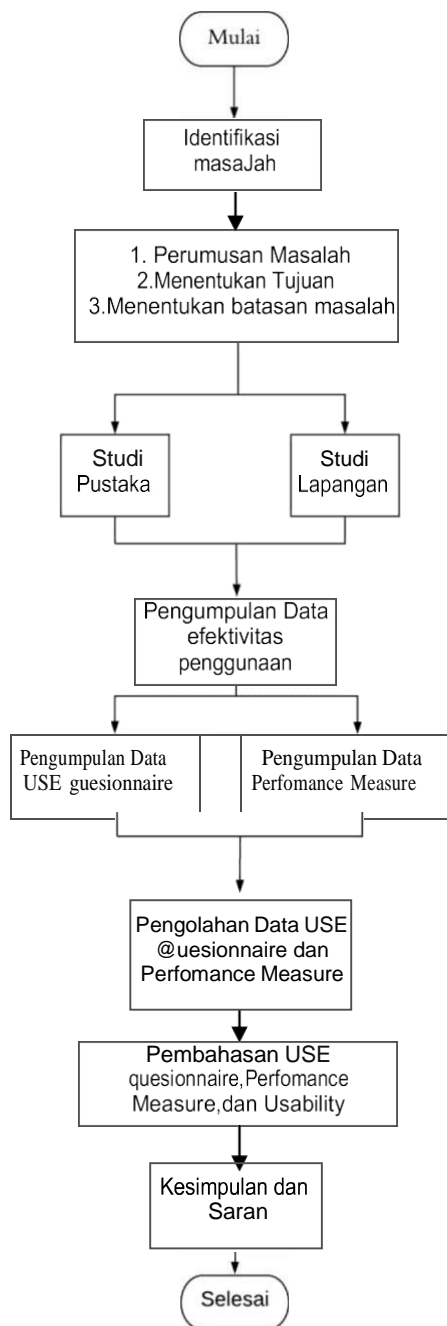 Mulai
Identifikasi
masaJah
1. Perumusan Masalah
2.Menentukan Tujuan
3.Menentukan batasan masalah
Studi
Pustaka
Studi
Lapangan
Pengumpulan Data
efektivitas
penggunaan
Pengumpulan Data
USE guesionnaire
Pengumpulan Data
Perfomance Measure
Pengolahan Data USE
@uesionnaire dan
Perfomance Measure
Pembahasan USE
quesionnaire,Perfomance
Measure,dan Usability
Kesimpulan dan
Saran
Selesai